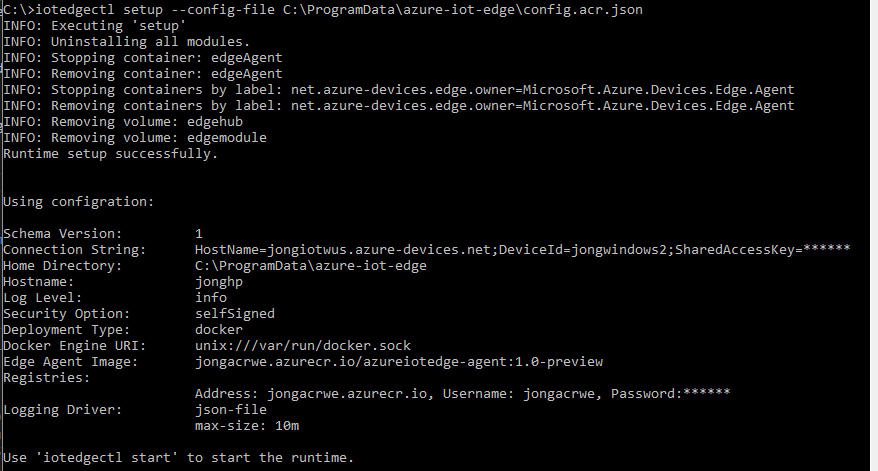 C:\>iotedgectl setup --config-file C:\ProgramData\azure-iot-edge\config.acr.json
INFO: Executing 'setup'
INFO: Uninstalling all modules.
INFO: Stopping container: edgeAgent
INFO: Removing container: edgeAgent
INFO: Stopping containers by label: net.azure-devices.edge.owner=Microsoft.Azure.Devices.Edge.Agent
INFO: Removing containers by label: net.azure-devices.edge.owner=Microsoft.Azure.Devices.Edge.Agent
INFO: Removing volume: edgehub
INFO: Removing volume: edgemodule
Runtime setup successfully.
Using configration:
Schema Version: 1
Connection String: HostName=jongiotwus.azure-devices.net;DeviceId=jongwindows2;SharedAccessKey=******
Home Directory: C:\ProgramData\azure-iot-edge
Hostname: jonghp
Log Level: info
Security Option: selfSigned
Deployment Type: docker
Docker Engine URI: unix:///var/run/docker.sock
Edge Agent Image: jongacrwe.azurecr.io/azureiotedge-agent:1.0-preview
Registries:
Address: jongacrwe.azurecr.io, Username: jongacrwe, Password:******
Logging Driver: json-file
max-size: 10m
Use 'iotedgectl start' to start the runtime.